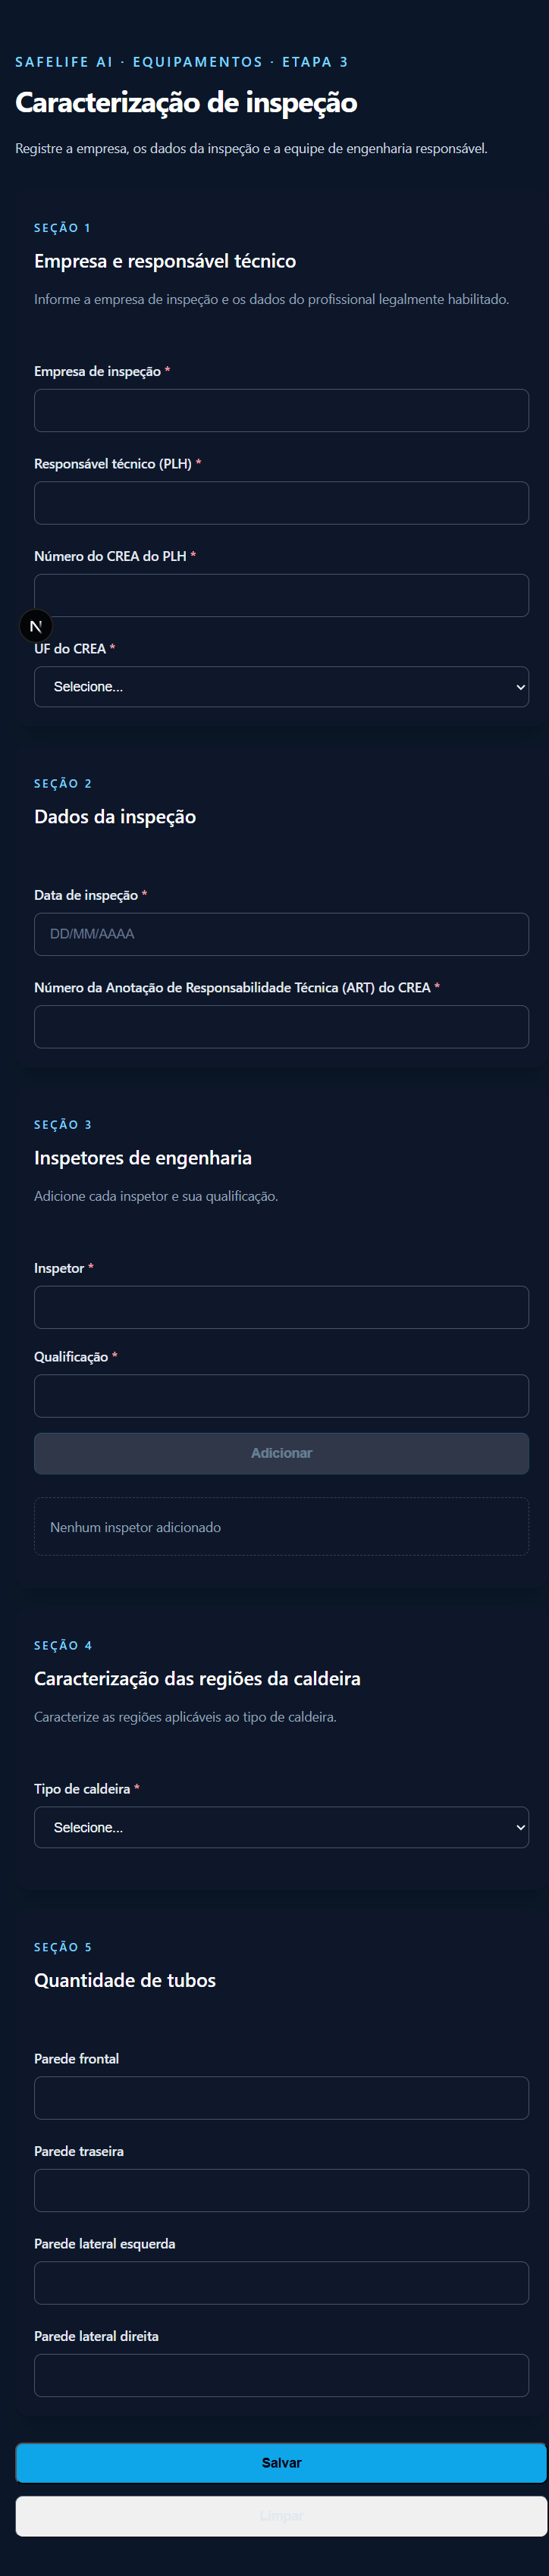 SAFELIFE AI · EQUIPAMENTOS · ETAPA 3
Caracterização de inspeção
Registre a empresa, os dados da inspeção e a equipe de engenharia responsável.
SEÇÃO 1
Empresa e responsável técnico
Informe a empresa de inspeção e os dados do profissional legalmente habilitado.
Empresa de inspeção *
Responsável técnico (PLH) *
Número do CREA do PLH *
N
UF do CREA *
Selecione...
SEÇÃO 2
Dados da inspeção
Data de inspeção *
DD/MM/AAAA
Número da Anotação de Responsabilidade Técnica (ART) do CREA *
SEÇÃO 3
Inspetores de engenharia
Adicione cada inspetor e sua qualificação.
Inspetor *
Qualificação *
Adicionar
Nenhum inspetor adicionado
SEÇÃO 4
Caracterização das regiões da caldeira
Caracterize as regiões aplicáveis ao tipo de caldeira.
Tipo de caldeira *
Selecione...
SEÇÃO 5
Quantidade de tubos
Parede frontal
Parede traseira
Parede lateral esquerda
Parede lateral direita
Salvar
Limpar